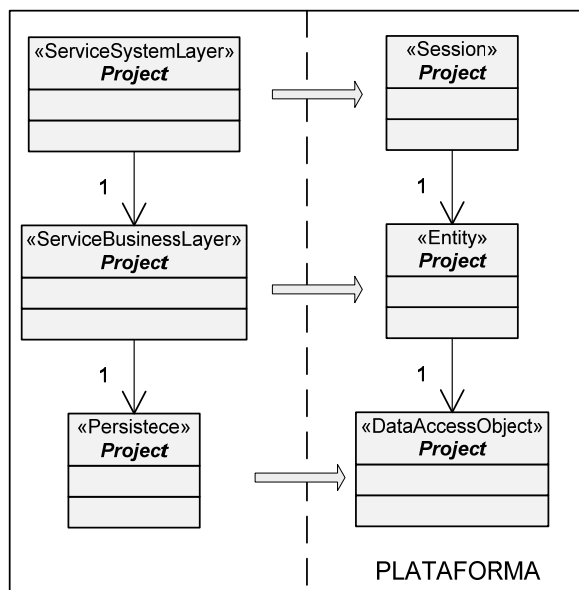 «ServiceSystemLayer»
Project
«Session»
Project
1
1
«ServiceBusinessLayer»
Project
«Entity»
Project
1
1
«Persistece»
Project
«DataAccessObject»
Project
PLATAFORMA